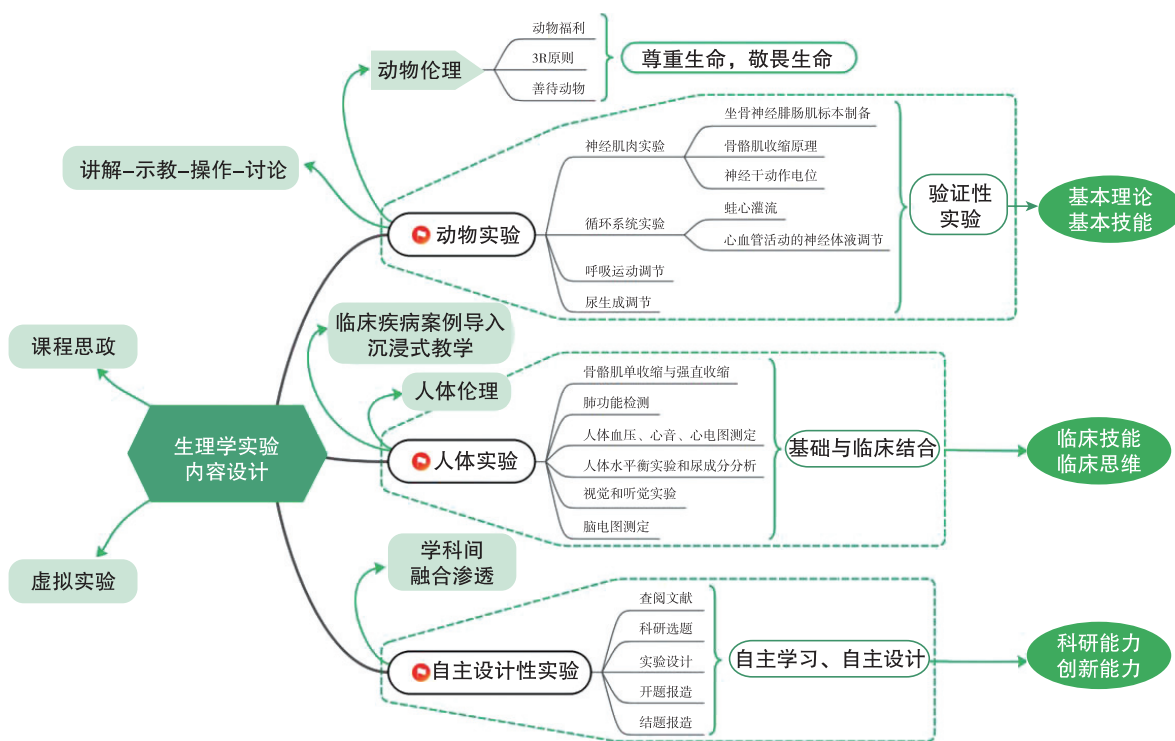 动物福利
3R原则
善待动物
动物伦理
尊重生命，敬畏生命
讲解–示教–操作–讨论
动物实验
神经肌肉实验
坐骨神经腓肠肌标本制备
骨骼肌收缩原理
神经干动作电位
循环系统实验
蛙心灌流
心血管活动的神经体液调节
呼吸运动调节
尿生成调节
验证性
实验
基本理论
基本技能
课程思政
生理学实验
内容设计
虚拟实验
临床疾病案例导入
沉浸式教学
人体伦理
人体实验
骨骼肌单收缩与强直收缩
肺功能检测
人体血压、心音、心电图测定
人体水平衡实验和尿成分分析
视觉和听觉实验
脑电图测定
基础与临床结合
临床技能
临床思维
学科间
融合渗透
自主设计性实验
查阅文献
科研选题
实验设计
开题报造
结题报造
自主学习、自主设计
科研能力
创新能力